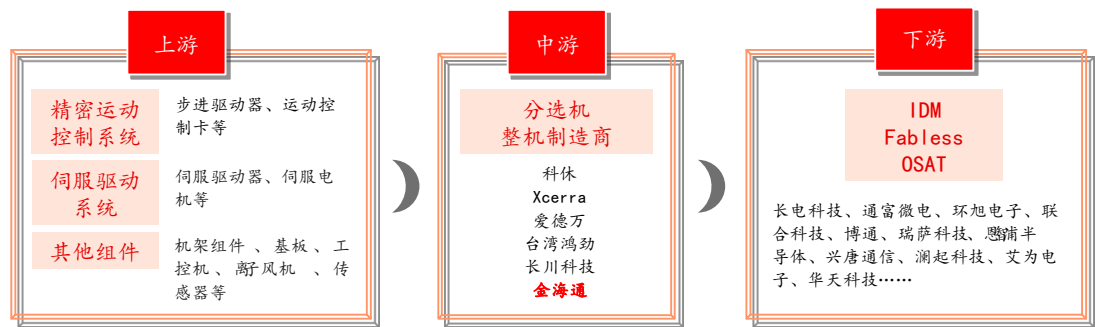 上游
精密运动
控制系统
步进驱动器、运动控
制卡等
伺服驱动
系统
伺服驱动器、伺服电
机等
其他组件
机架组件 、基板、工
控机、离子风机 、传
感器等
中游
分选机
整机制造商
科休
Xcerra
爱德万
台湾鸿劲
长川科技
金海通
下游
IDM
Fabless
OSAT
长电科技、通富微电、环旭电子、联
合科技、博通、瑞萨科技、恩智浦半
导体、兴唐通信、澜起科技、艾为电
子、华天科技……